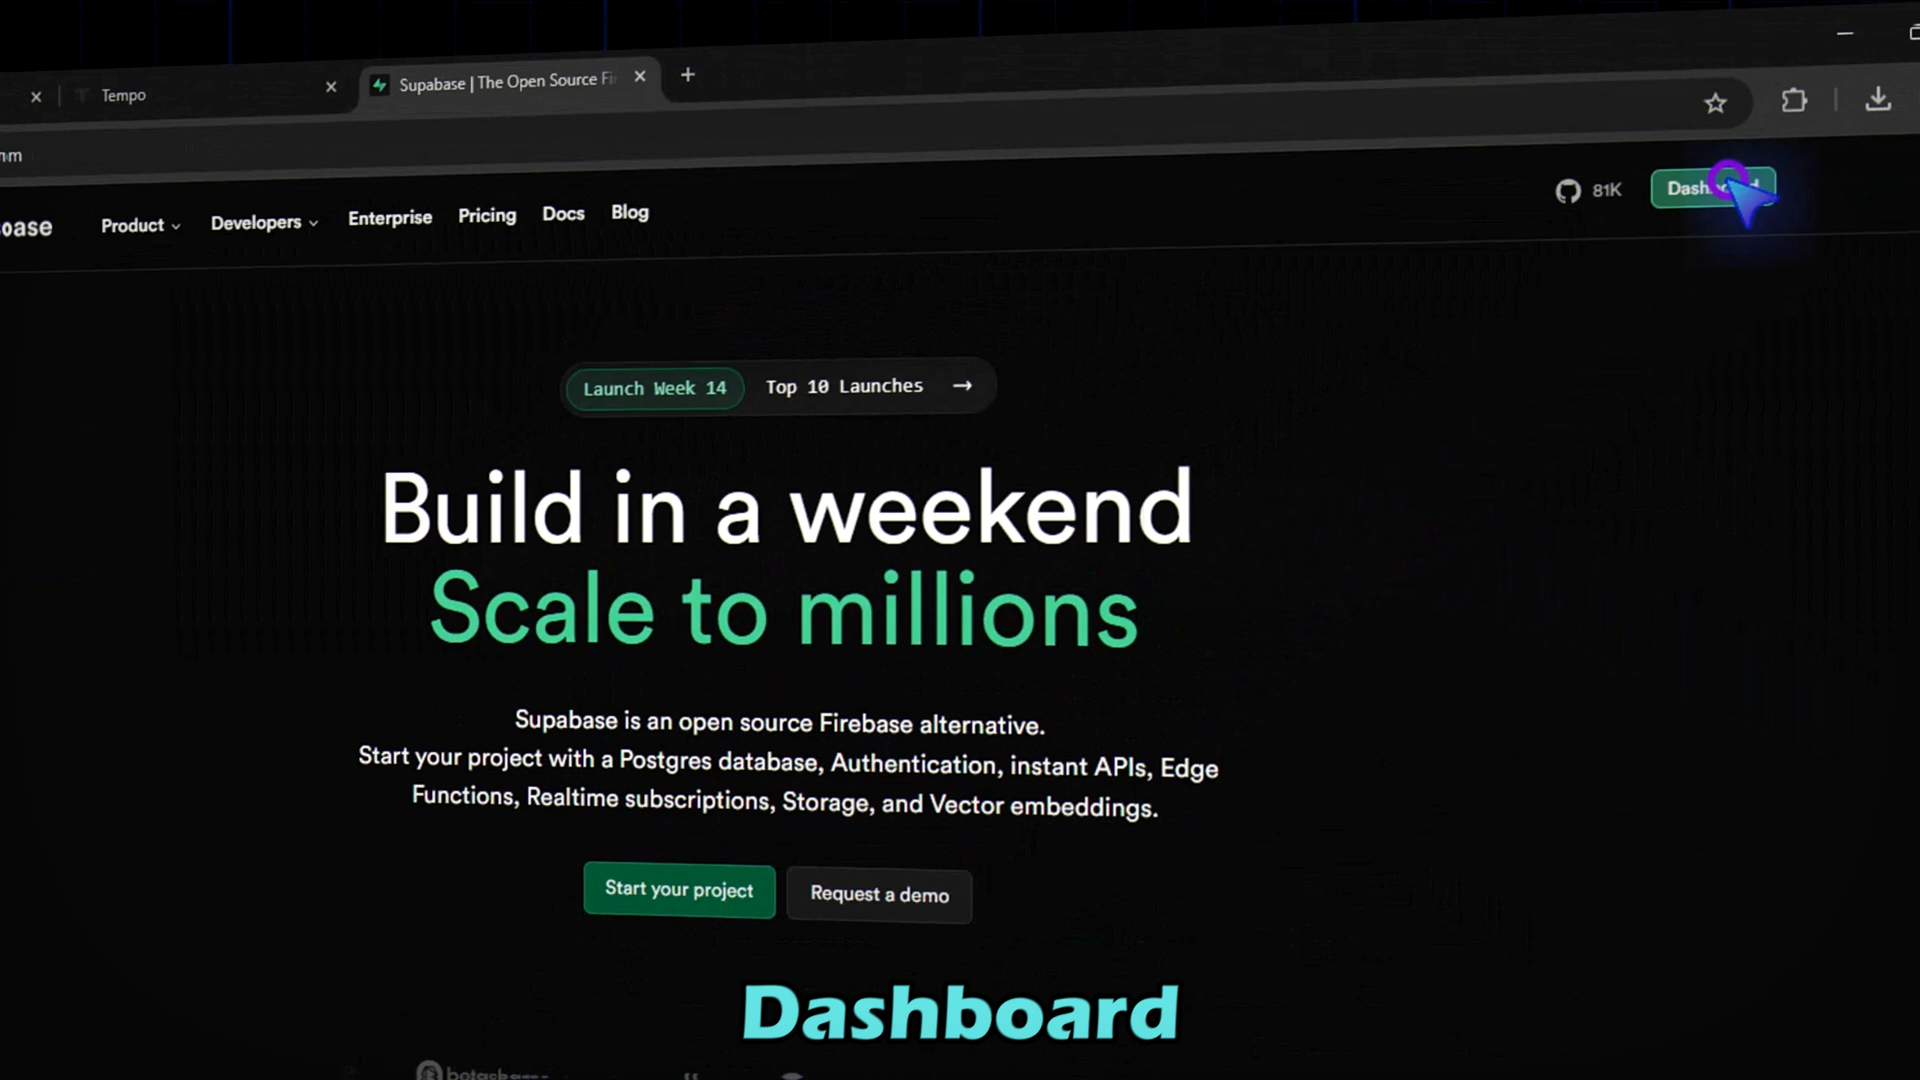 Tempo
Supabase | The Open Source Fi
Product
Developers
Enterprise
Pricing
Docs
Blog
81K
Launch Week 14
Top 10 Launches →
Build in a weekend
Scale to millions
Supabase is an open source Firebase alternative.
Start your project with a Postgres database, Authentication, instant APIs, Edge
Functions, Realtime subscriptions, Storage, and Vector embeddings.
Start your project
Request a demo
Dashboard